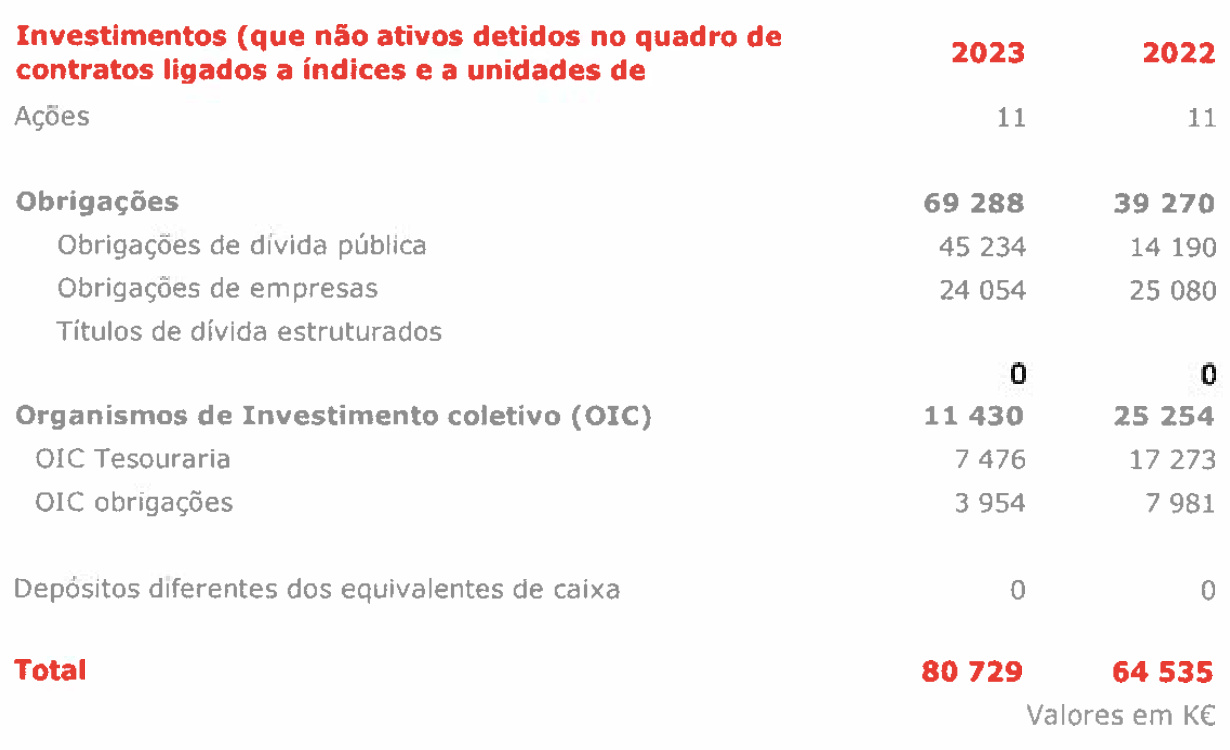 Investimentos (que não ativos detidos no quadro de
contratos ligados a índices e a unidades de
2023 2022
Ações 11 11
Obrigações 69 288 39 270
Obrigações de dívida pública 45 234 14 190
Obrigações de empresas 24 054 25 080
Títulos de dívida estruturados
0 0
Organismos de Investimento coletivo (OIC) 11 430 25 254
OIC Tesouraria 7 476 17 273
OIC obrigações 3 954 7 981
Depósitos diferentes dos equivalentes de caixa 0 0
Total 80 729 64 535
Valores em K€